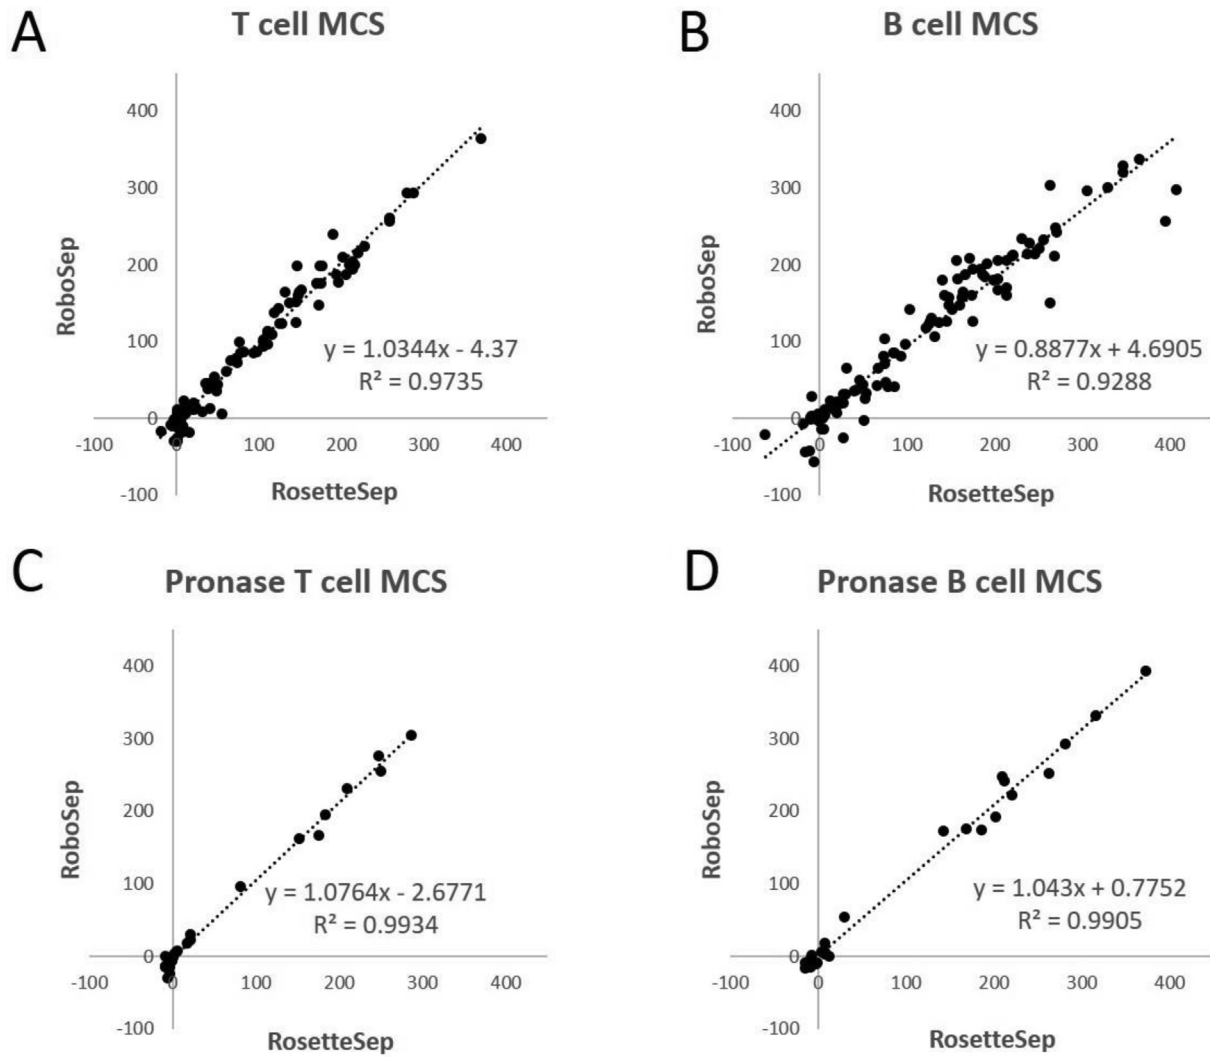 A
T cell MCS
400
300
200
100
0
-100
-100
0
100
200
300
400
RoboSep
RosetteSep
y = 1.0344x - 4.37
R² = 0.9735
B
B cell MCS
400
300
200
100
0
-100
-100
0
100
200
300
400
RoboSep
RosetteSep
y = 0.8877x + 4.6905
R² = 0.9288
C
Pronase T cell MCS
400
300
200
100
0
-100
-100
0
100
200
300
400
RoboSep
RosetteSep
y = 1.0764x - 2.6771
R² = 0.9934
D
Pronase B cell MCS
400
300
200
100
0
-100
-100
0
100
200
300
400
RoboSep
RosetteSep
y = 1.043x + 0.7752
R² = 0.9905